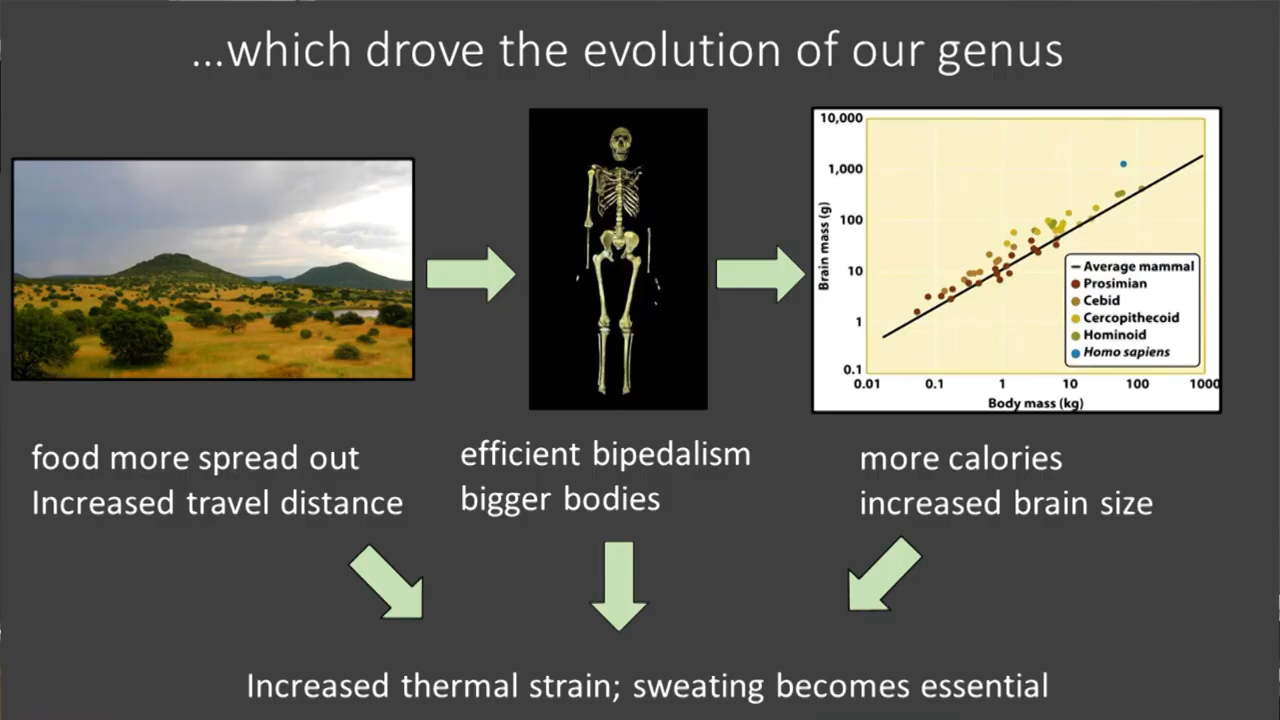 ...which drove the evolution of our genus
10,000
1,000
100
10
1
0.1
Brain mass (g)
0.01 0.1 1 10 100 1000
Body mass (kg)
Average mammal
Prosimian
Cebid
Cercopithecoid
Hominoid
Homo sapiens
food more spread out
Increased travel distance
efficient bipedalism
bigger bodies
more calories
increased brain size
Increased thermal strain; sweating becomes essential